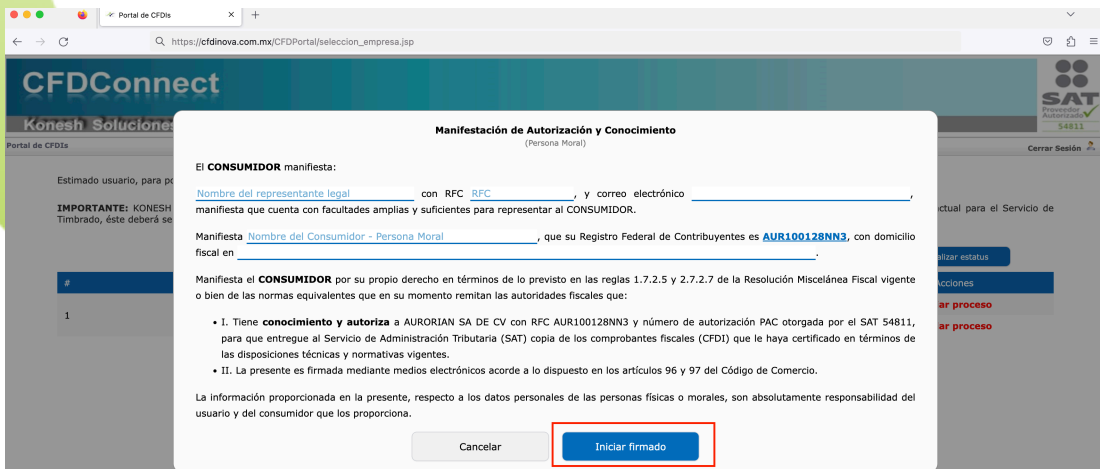 Portal de CFDIs
https://cfdinova.com.mx/CFDPortal/seleccion_empresa.jsp
CFDConnect
SAT
Proveedor
Autorizado
54811
Konesh Soluciones
Portal de CFDIs
Cerrar Sesión
Manifestación de Autorización y Conocimiento
(Persona Moral)
El CONSUMIDOR manifiesta:
Estimado usuario, para po
Nombre del representante legal con RFC RFC , y correo electrónico ,
manifiesta que cuenta con facultades amplias y suficientes para representar al CONSUMIDOR.
IMPORTANTE: KONESH
ctual para el Servicio de
Timbrado, éste deberá se
Manifiesta Nombre del Consumidor - Persona Moral , que su Registro Federal de Contribuyentes es AUR100128NN3, con domicilio
fiscal en .
alizar estatus
Manifiesta el CONSUMIDOR por su propio derecho en términos de lo previsto en las reglas 1.7.2.5 y 2.7.2.7 de la Resolución Miscelánea Fiscal vigente
o bien de las normas equivalentes que en su momento remitan las autoridades fiscales que:
# 
Acciones
1
ar proceso
ar proceso
• I. Tiene conocimiento y autoriza a AURORIAN SA DE CV con RFC AUR100128NN3 y número de autorización PAC otorgada por el SAT 54811,
para que entregue al Servicio de Administración Tributaria (SAT) copia de los comprobantes fiscales (CFDI) que le haya certificado en términos de
las disposiciones técnicas y normativas vigentes.
• II. La presente es firmada mediante medios electrónicos acorde a lo dispuesto en los artículos 96 y 97 del Código de Comercio.
La información proporcionada en la presente, respecto a los datos personales de las personas físicas o morales, son absolutamente responsabilidad del
usuario y del consumidor que los proporciona.
Cancelar
Iniciar firmado